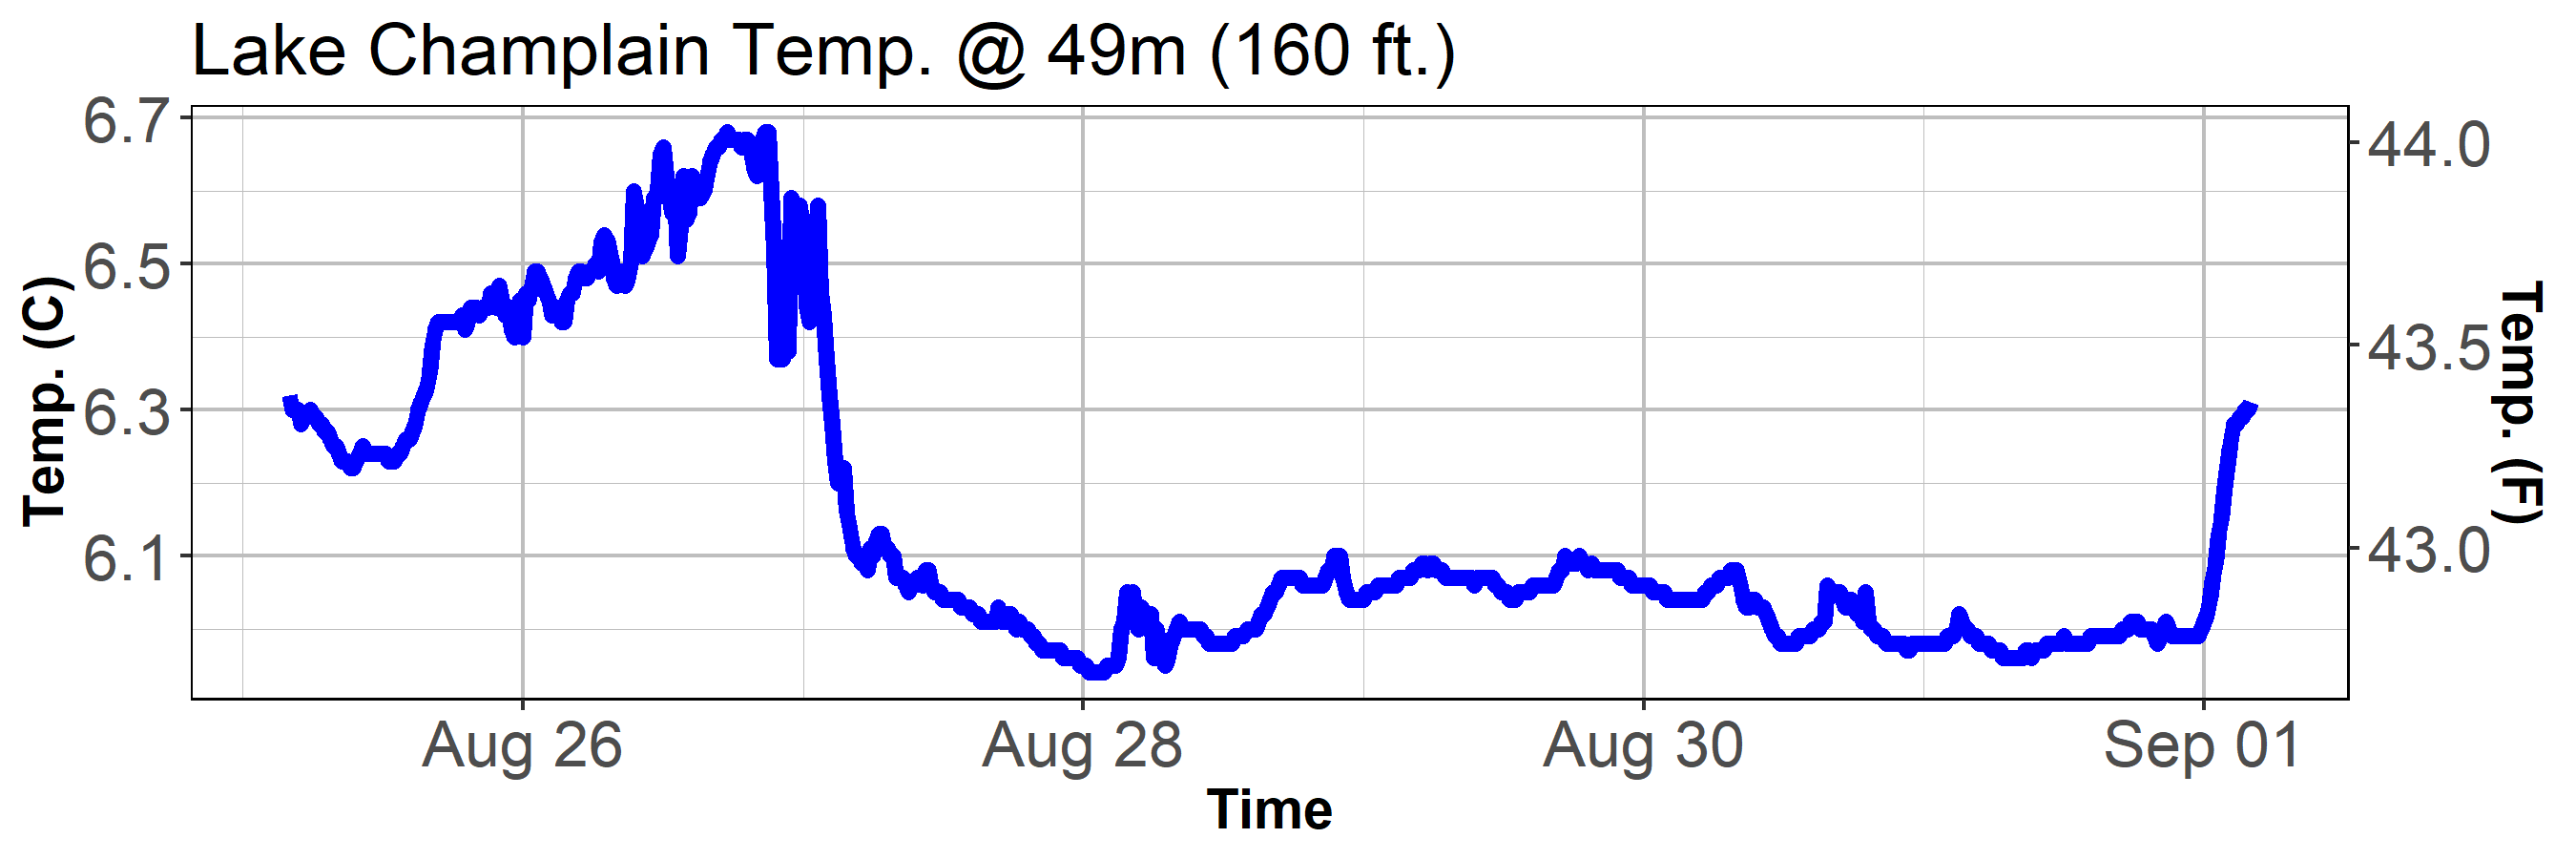 Lake Champlain Temp. @ 49m (160 ft.)
6.7
6.5
6.3
6.1
Temp. (C)
44.0
43.5
43.0
Temp. (F)
Aug 26
Aug 28
Aug 30
Sep 01
Time